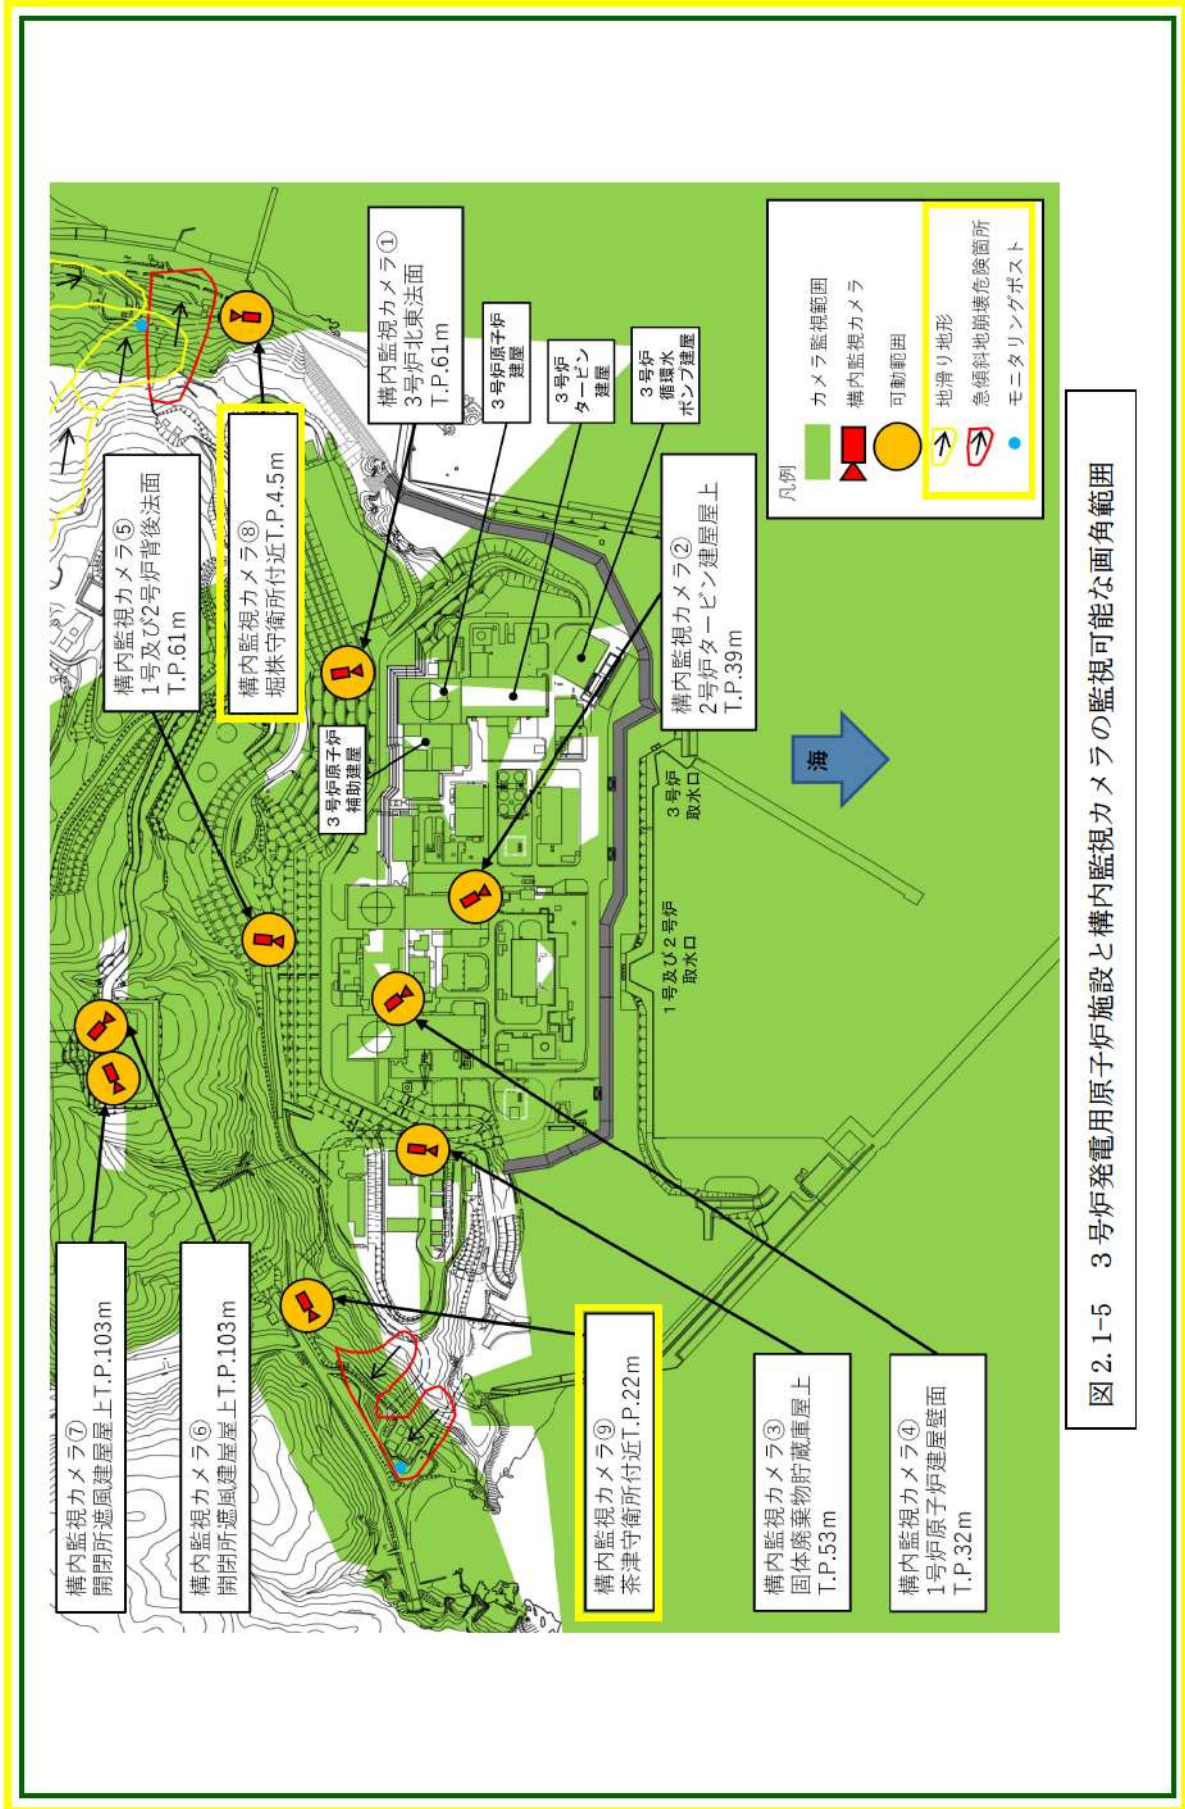 構内監視カメラ⑦
開閉所遮風建屋屋上T.P.103m
構内監視カメラ⑥
開閉所遮風建屋屋上T.P.103m
構内監視カメラ⑤
1号及び2号炉背後法面
T.P.61m
構内監視カメラ⑧
堀株守衛所付近T.P.4.5m
構内監視カメラ①
3号炉北東法面
T.P.61m
3号炉原子炉
建屋
3号炉
タービン
建屋
3号炉
循環水
ポンプ建屋
3号炉原子炉
補助建屋
構内監視カメラ②
2号炉タービン建屋屋上
T.P.39m
構内監視カメラ⑨
茶津守衛所付近T.P.22m
構内監視カメラ③
固体廃棄物貯蔵庫屋上
T.P.53m
構内監視カメラ④
1号炉原子炉建屋壁面
T.P.32m
1号及び2号炉
取水口
3号炉
取水口
海
凡例
カメラ監視範囲
構内監視カメラ
可動範囲
地滑り地形
急傾斜地崩壊危険箇所
モニタリングポスト
図 2.1-5 3号炉発電用原子炉施設と構内監視カメラの監視可能な画角範囲